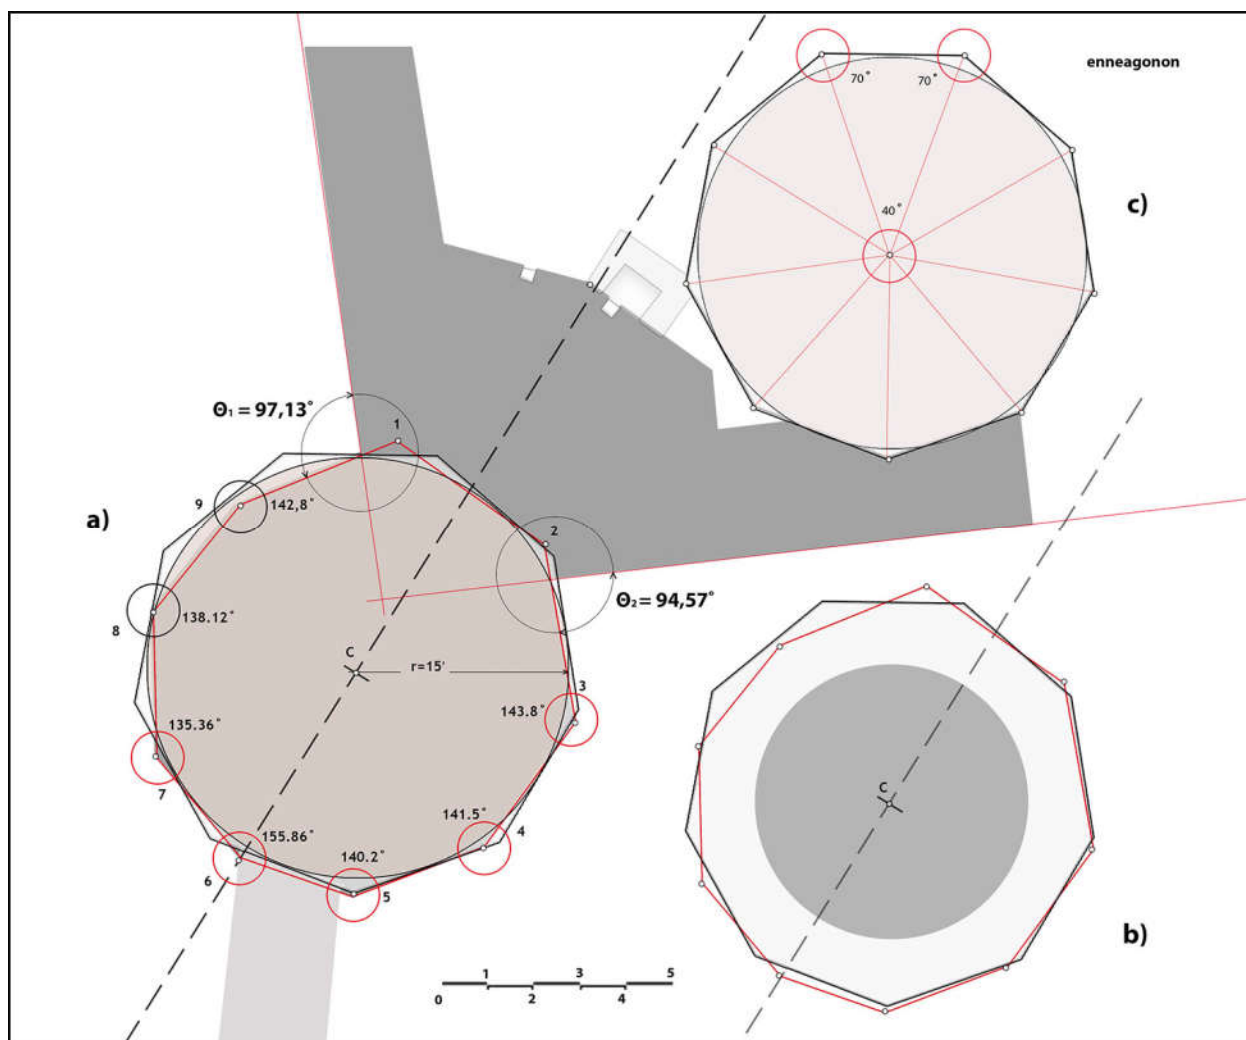 enneagonon
70°
70°
c)
40°
Θ₁ = 97,13°
1
9
142,8°
a)
2
Θ₂ = 94,57°
138.12°
8
C
r=15'
3
143.8°
135.36°
7
141.5°
4
155.86°
140.2°
6
5
C
b)
1 3 5
0 2 4